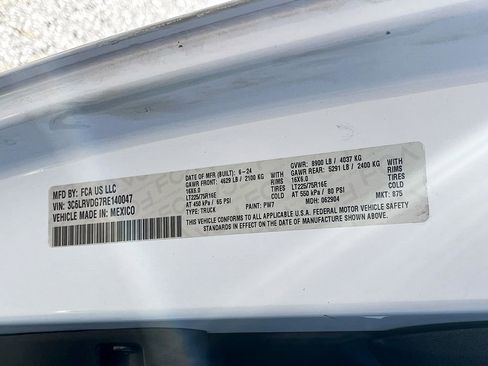 MFD BY: FCA US LLC
VIN: 3C6LRVDG7RE140047
VEHICLE MADE IN: MEXICO
DATE OF MFR (BUILT): 6-24
GAWR FRONT: 4629 LB / 2100 KG WITH
16X6.0 RIMS
LT225/75R16E TIRES
AT 450 kPa / 65 PSI COLD
TYPE: TRUCK PAINT: PW7
GVWR: 8900 LB / 4037 KG
GAWR REAR: 5291 LB / 2400 KG WITH
16X6.0 RIMS
LT225/75R16E TIRES
AT 550 kPa / 80 PSI COLD
MDH: 062904 MKT: 875
THIS VEHICLE CONFORMS TO ALL APPLICABLE U.S.A. FEDERAL MOTOR VEHICLE SAFETY
STANDARDS IN EFFECT ON THE DATE OF MANUFACTURE SHOWN ABOVE.